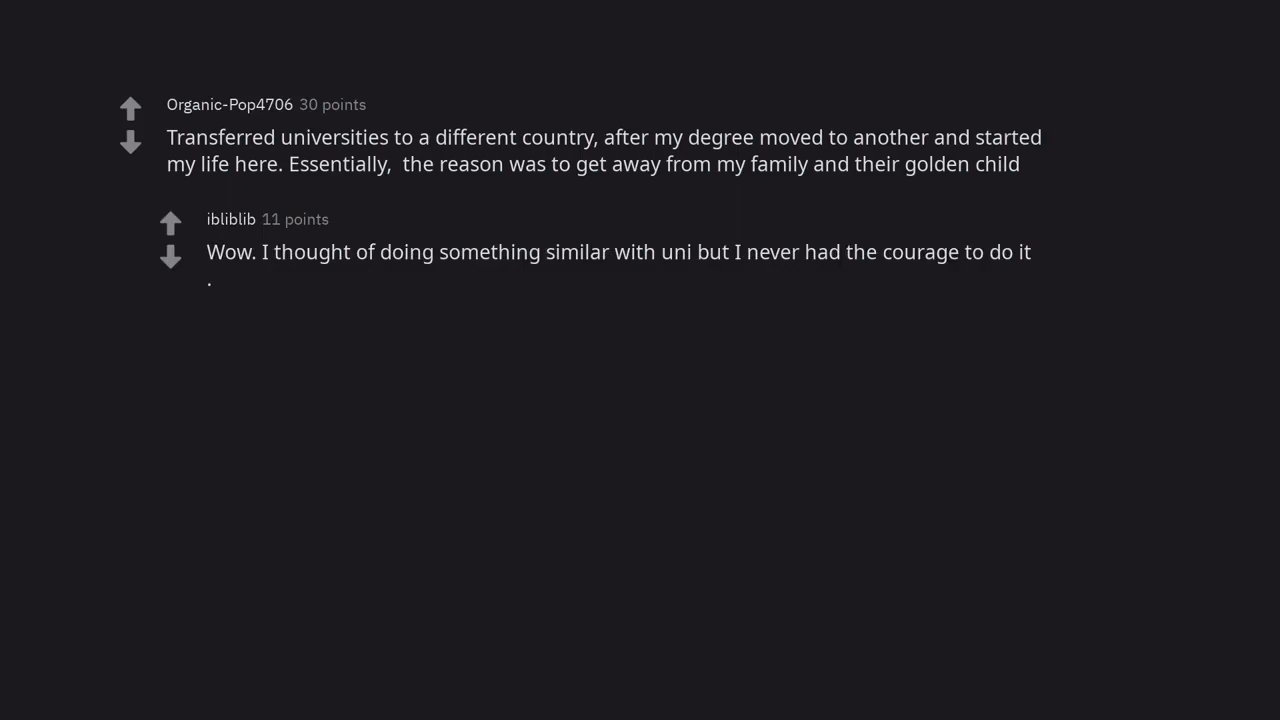 Organic-Pop4706 30 points
Transferred universities to a different country, after my degree moved to another and started
my life here. Essentially,  the reason was to get away from my family and their golden child
ibliblib 11 points
Wow. I thought of doing something similar with uni but I never had the courage to do it
.